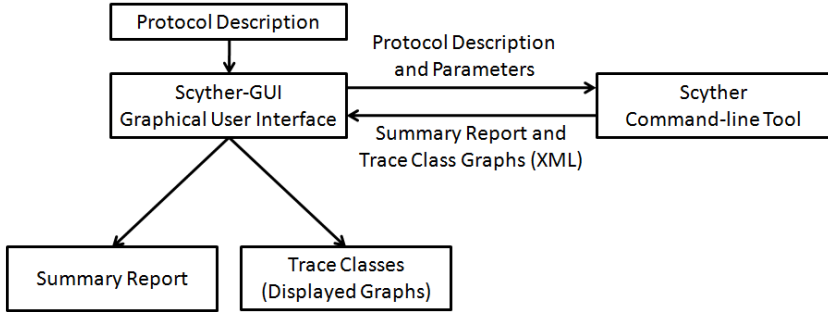 Protocol Description
Protocol Description
and Parameters
Scyther-GUI
Graphical User Interface
Scyther
Command-line Tool
Summary Report and
Trace Class Graphs (XML)
Summary Report
Trace Classes
(Displayed Graphs)